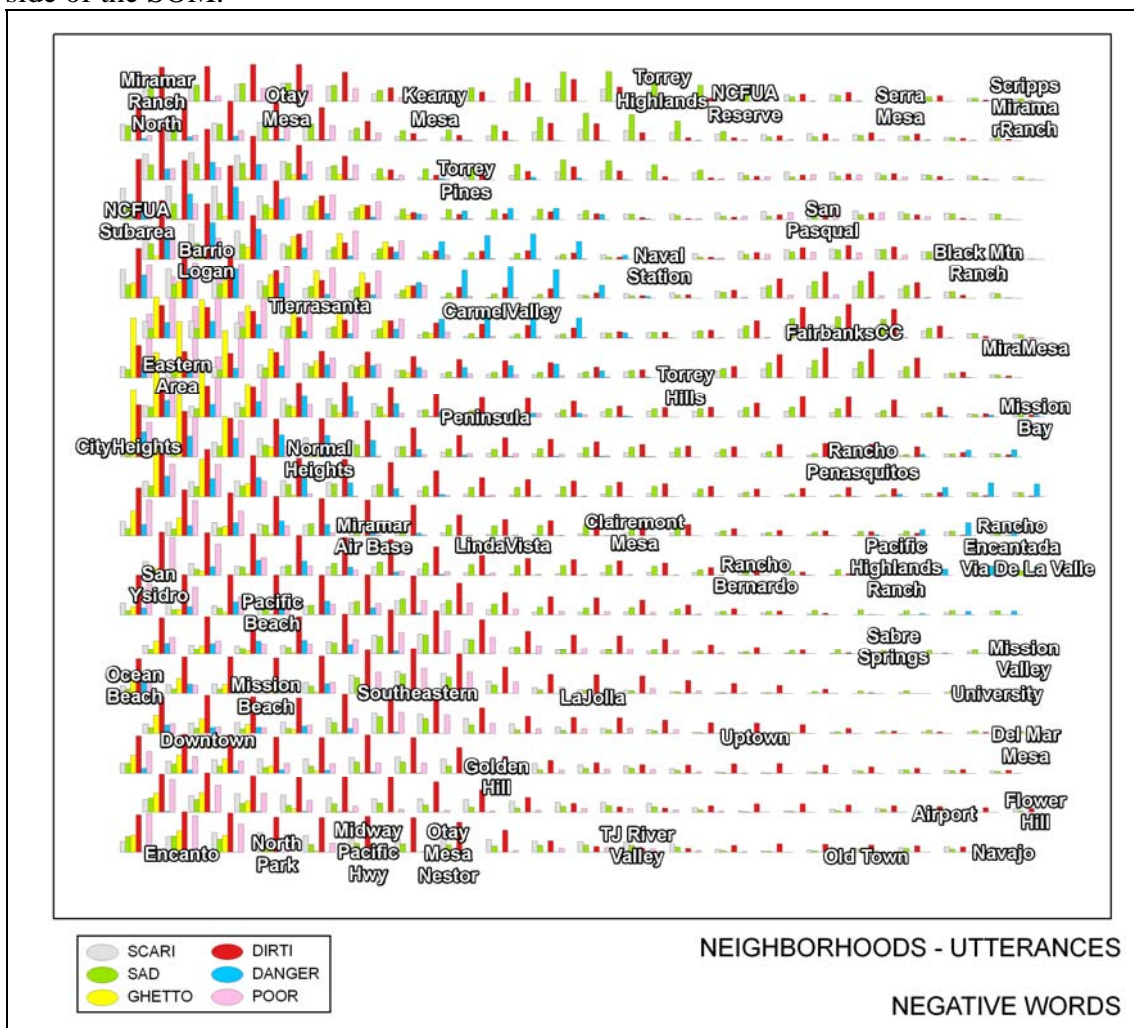 side of the SOM.
Miramar
Ranch
North
Otay
Mesa
Kearny
Mesa
Torrey
Highlands
NCFUA
Reserve
Serra
Mesa
Scripps
Mirama
rRanch
Torrey
Pines
NCFUA
Subarea
San
Pasqual
Barrio
Logan
Naval
Station
Black Mtn
Ranch
Tierrasanta
CarmelValley
FairbanksCC
MiraMesa
Eastern
Area
Torrey
Hills
Peninsula
Mission
Bay
CityHeights
Normal
Heights
Rancho
Penasquitos
Miramar
Air Base
LindaVista
Clairemont
Mesa
Rancho
Encantada
Via De La Valle
Pacific
Highlands
Ranch
Rancho
Bernardo
San
Ysidro
Pacific
Beach
Sabre
Springs
Mission
Valley
Ocean
Beach
Mission
Beach
Southeastern
LaJolla
University
Downtown
Uptown
Del Mar
Mesa
Golden
Hill
Airport
Flower
Hill
Encanto
North
Park
Midway
Pacific
Hwy
Otay
Mesa
Nestor
TJ River
Valley
Old Town
Navajo
SCARI
SAD
GHETTO
DIRTI
DANGER
POOR
NEIGHBORHOODS - UTTERANCES
NEGATIVE WORDS